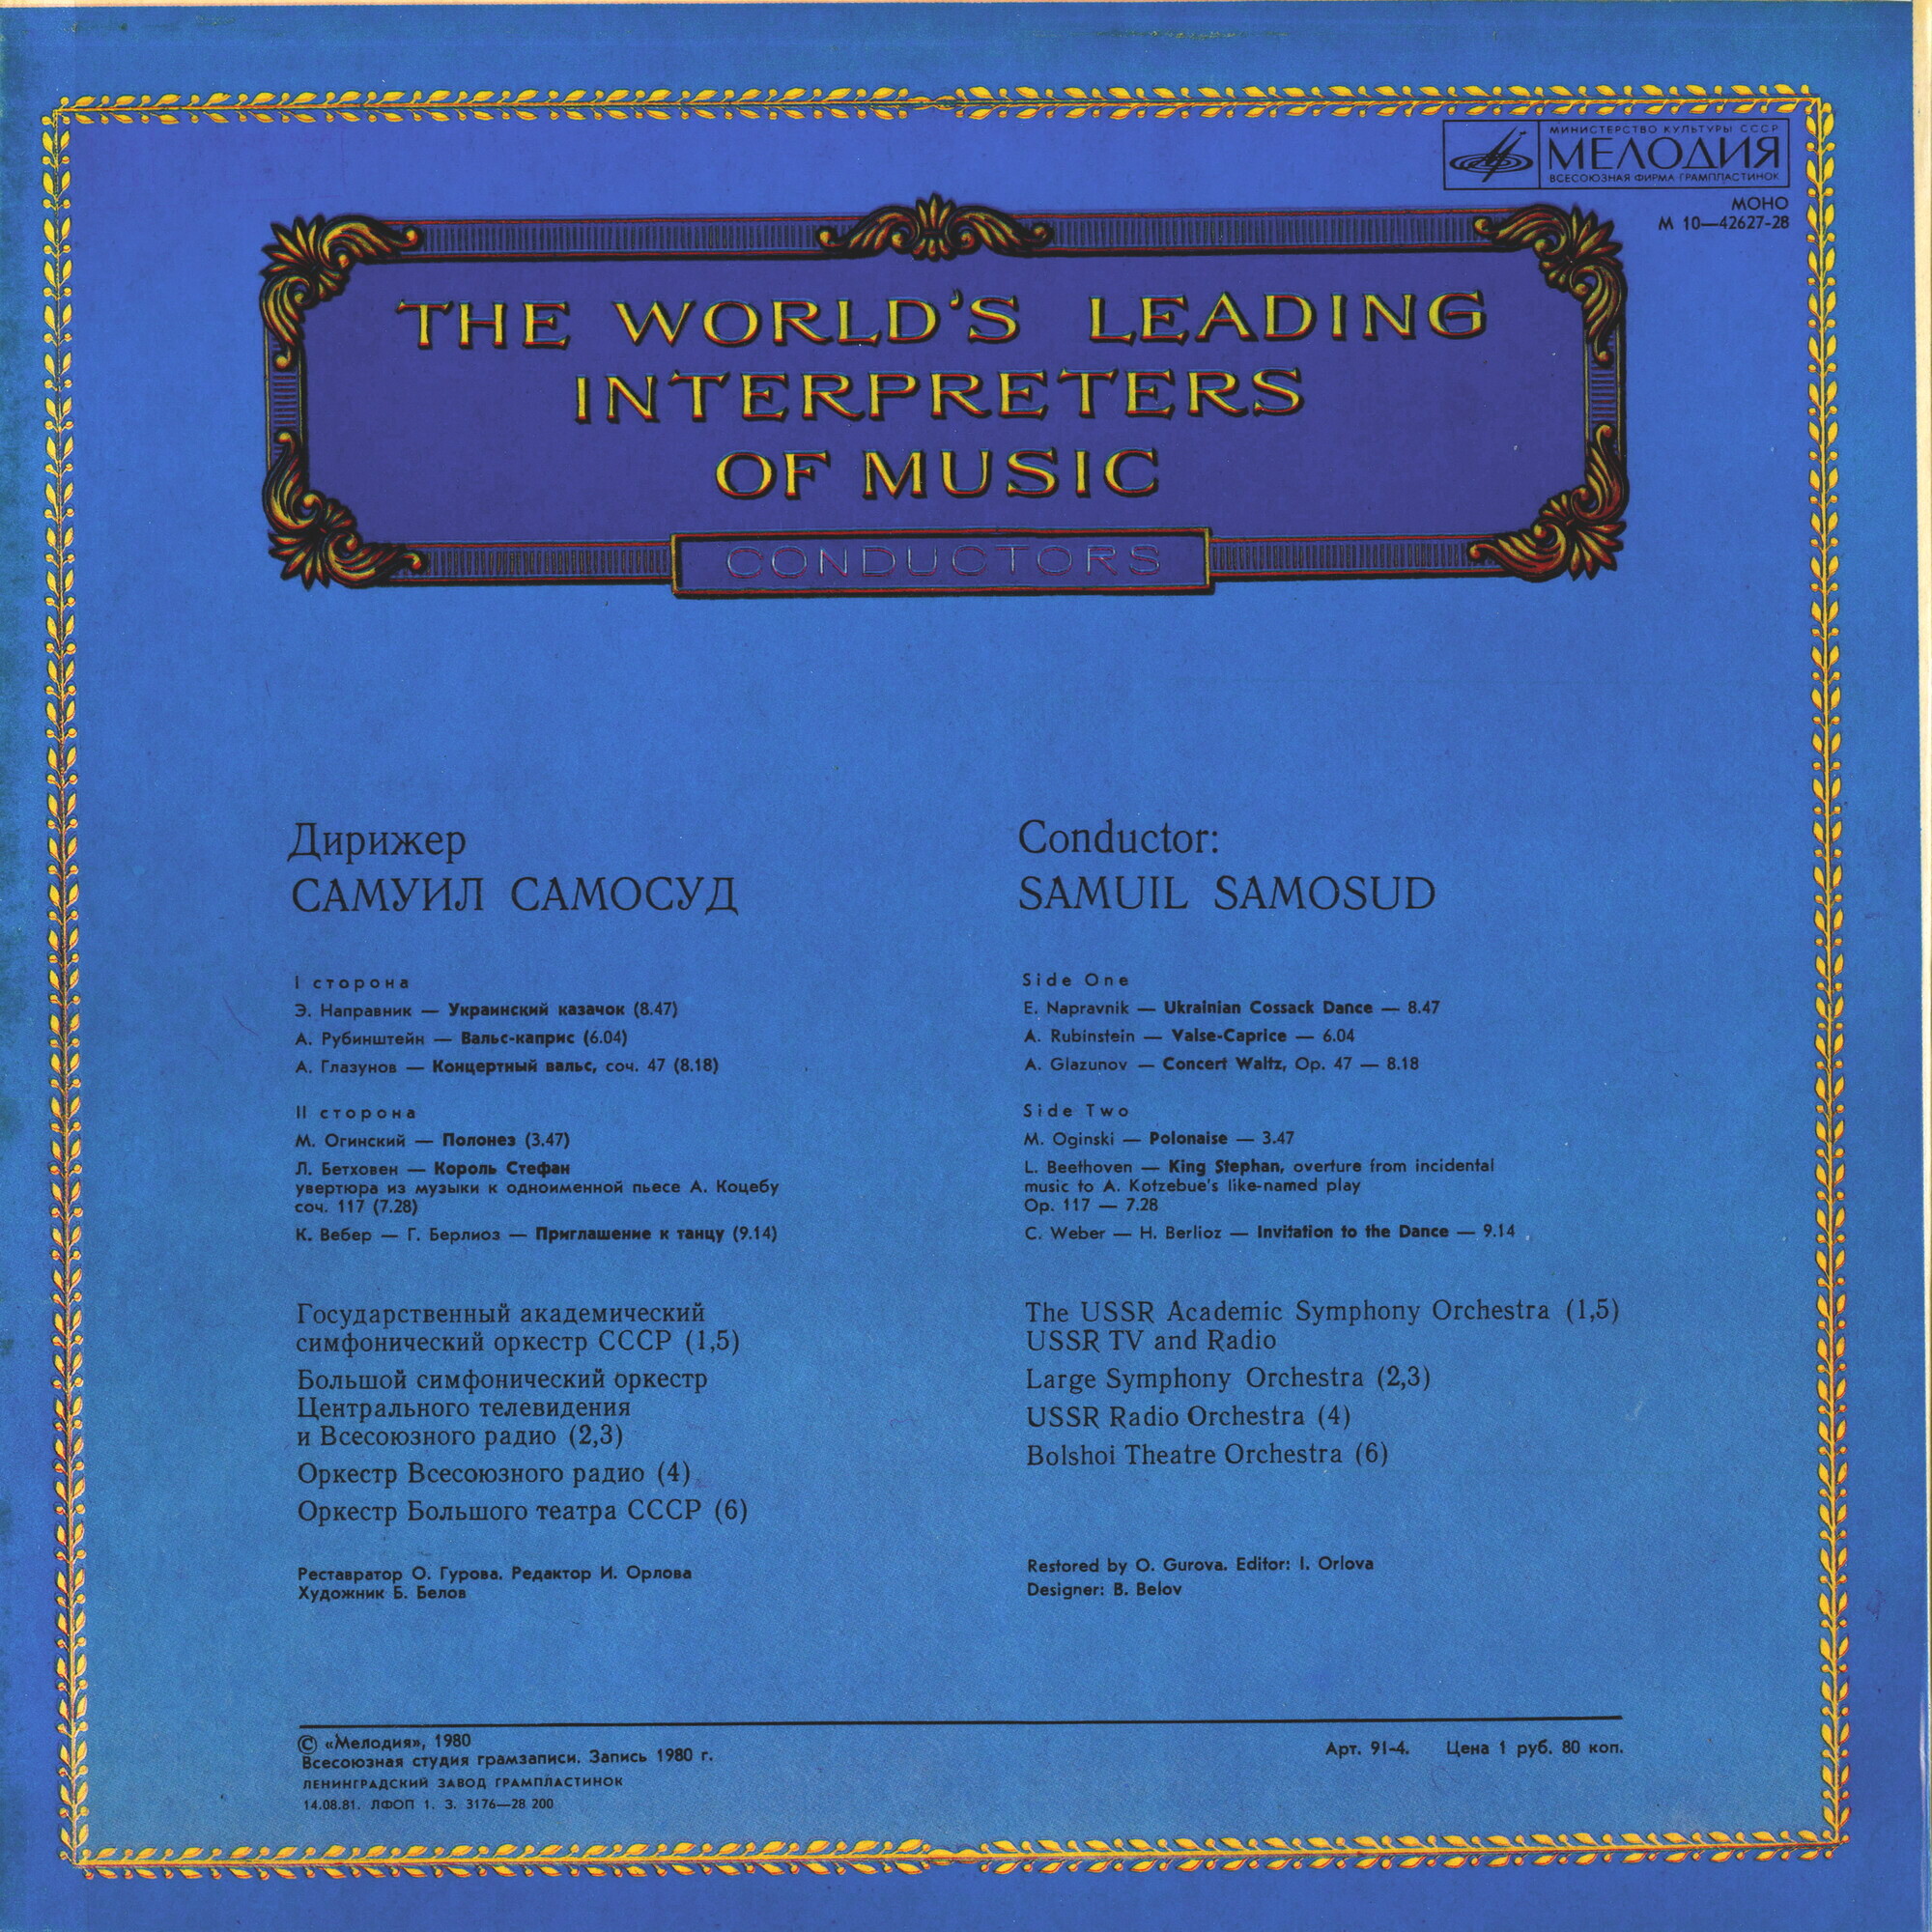 МИНИСТЕРСТВО КУЛЬТУРЫ СССР
МЕЛОДИЯ
ВСЕСОЮЗНАЯ ФИРМА ГРАМПЛАСТИНОК
МОНО
М 10—42627-28
THE WORLD'S LEADING
INTERPRETERS
OF MUSIC
CONDUCTORS
Дирижер
САМУИЛ САМОСУД
I сторона
Э. Направник — Украинский казачок (8.47)
А. Рубинштейн — Вальс-каприс (6.04)
А. Глазунов — Концертный вальс, соч. 47 (8.18)
II сторона
М. Огинский — Полонез (3.47)
Л. Бетховен — Король Стефан
увертюра из музыки к одноименной пьесе А. Коцебу
соч. 117 (7.28)
К. Вебер — Г. Берлиоз — Приглашение к танцу (9.14)
Государственный академический
симфонический оркестр СССР (1,5)
Большой симфонический оркестр
Центрального телевидения
и Всесоюзного радио (2,3)
Оркестр Всесоюзного радио (4)
Оркестр Большого театра СССР (6)
Реставратор О. Гурова. Редактор И. Орлова
Художник Б. Белов
Conductor:
SAMUIL SAMOSUD
Side One
E. Napravnik — Ukrainian Cossack Dance — 8.47
A. Rubinstein — Valse-Caprice — 6.04
A. Glazunov — Concert Waltz, Op. 47 — 8.18
Side Two
M. Oginski — Polonaise — 3.47
L. Beethoven — King Stephan, overture from incidental
music to A. Kotzebue's like-named play
Op. 117 — 7.28
C. Weber — H. Berlioz — Invitation to the Dance — 9.14
The USSR Academic Symphony Orchestra (1,5)
USSR TV and Radio
Large Symphony Orchestra (2,3)
USSR Radio Orchestra (4)
Bolshoi Theatre Orchestra (6)
Restored by O. Gurova. Editor: I. Orlova
Designer: B. Belov
© «Мелодия», 1980
Всесоюзная студия грамзаписи. Запись 1980 г.
ЛЕНИНГРАДСКИЙ ЗАВОД ГРАМПЛАСТИНОК
14.08.81. ЛФОП 1. З. 3176—28 200
Арт. 91-4. Цена 1 руб. 80 коп.